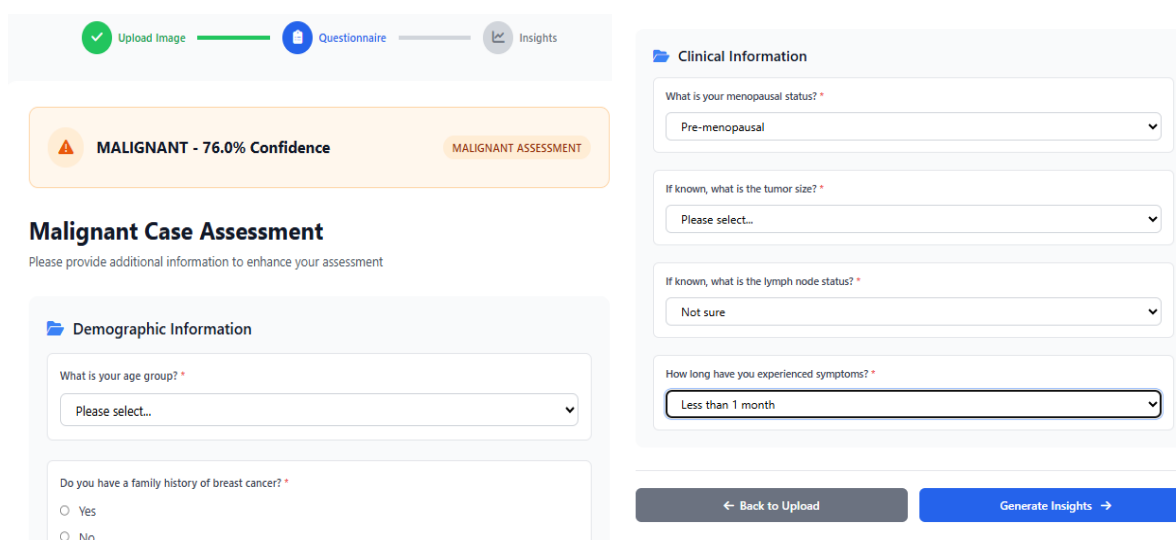 Upload Image
Questionnaire
Insights
MALIGNANT - 76.0% Confidence
MALIGNANT ASSESSMENT
Malignant Case Assessment
Please provide additional information to enhance your assessment
Demographic Information
What is your age group? *
Please select...
Do you have a family history of breast cancer? *
Yes
No
Clinical Information
What is your menopausal status? *
Pre-menopausal
If known, what is the tumor size? *
Please select...
If known, what is the lymph node status? *
Not sure
How long have you experienced symptoms? *
Less than 1 month
← Back to Upload
Generate Insights →